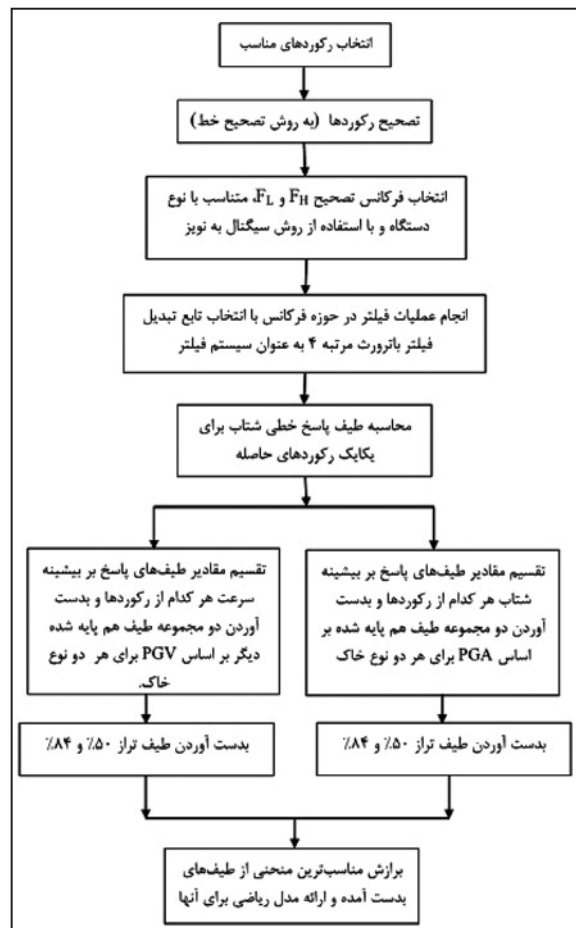 انتخاب رکوردهای مناسب
تصحیح رکوردها (به روش تصحیح خط)
انتخاب فرکانس تصحیح F_H و F_L، متناسب با نوع
دستگاه و با استفاده از روش سیگنال به نویز
انجام عملیات فیلتر در حوزه فرکانس با انتخاب تابع تبدیل
فیلتر باترورث مرتبه ۴ به عنوان سیستم فیلتر
محاسبه طیف پاسخ خطی شتاب برای
یکایک رکوردهای حاصله
تقسیم مقادیر طیف‌های پاسخ بر بیشینه
شتاب هر کدام از رکوردها و بدست
آوردن دو مجموعه طیف هم پایه شده بر
اساس PGA برای هر دو نوع خاک
تقسیم مقادیر طیف‌های پاسخ بر بیشینه
سرعت هر کدام از رکوردها و بدست
آوردن دو مجموعه طیف هم پایه شده
دیگر بر اساس PGV برای هر دو نوع
خاک.
بدست آوردن طیف تراز ۵۰٪ و ۸۴٪
بدست آوردن طیف تراز ۵۰٪ و ۸۴٪
برازش مناسب‌ترین منحنی از طیف‌های
بدست آمده و ارائه مدل ریاضی برای آنها